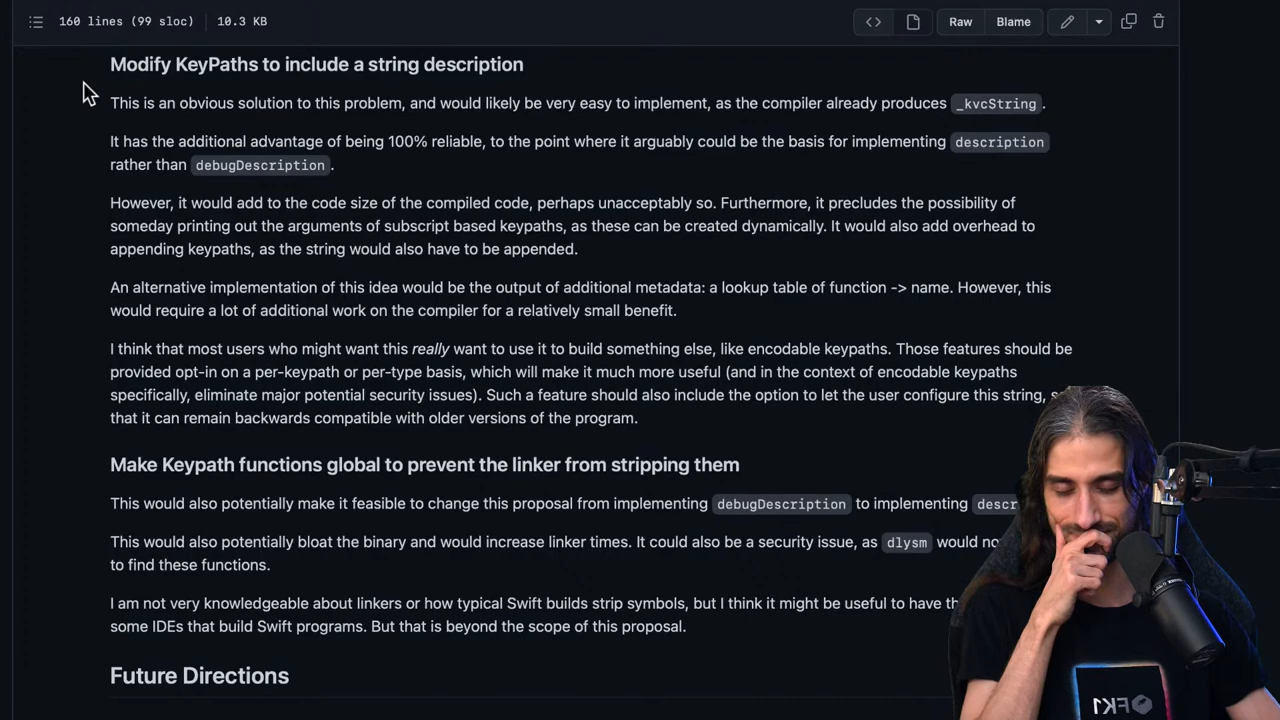 160 lines (99 sloc) 10.3 KB
Raw
Blame
Modify KeyPaths to include a string description
This is an obvious solution to this problem, and would likely be very easy to implement, as the compiler already produces _kvcString.
It has the additional advantage of being 100% reliable, to the point where it arguably could be the basis for implementing description
rather than debugDescription.
However, it would add to the code size of the compiled code, perhaps unacceptably so. Furthermore, it precludes the possibility of
someday printing out the arguments of subscript based keypaths, as these can be created dynamically. It would also add overhead to
appending keypaths, as the string would also have to be appended.
An alternative implementation of this idea would be the output of additional metadata: a lookup table of function -> name. However, this
would require a lot of additional work on the compiler for a relatively small benefit.
I think that most users who might want this really want to use it to build something else, like encodable keypaths. Those features should be
provided opt-in on a per-keypath or per-type basis, which will make it much more useful (and in the context of encodable keypaths
specifically, eliminate major potential security issues). Such a feature should also include the option to let the user configure this string, s
that it can remain backwards compatible with older versions of the program.
Make Keypath functions global to prevent the linker from stripping them
This would also potentially make it feasible to change this proposal from implementing debugDescription to implementing descr
This would also potentially bloat the binary and would increase linker times. It could also be a security issue, as dlysm would no
to find these functions.
I am not very knowledgeable about linkers or how typical Swift builds strip symbols, but I think it might be useful to have th
some IDEs that build Swift programs. But that is beyond the scope of this proposal.
Future Directions
FK1